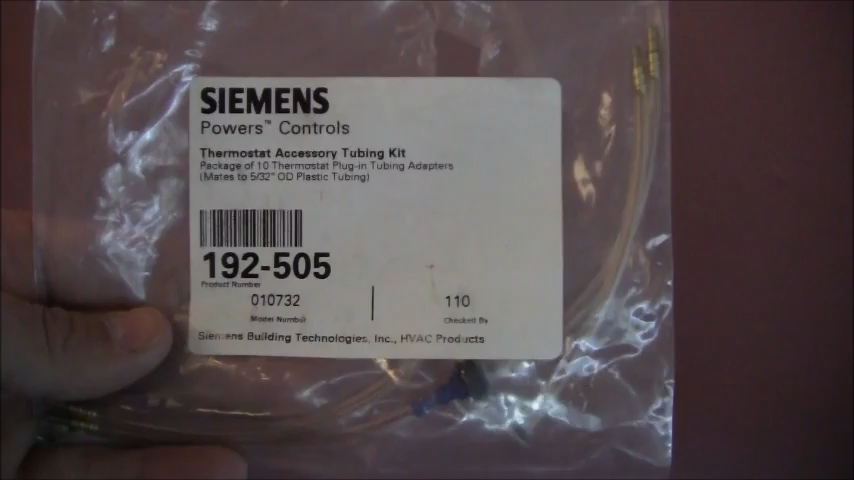 SIEMENS
Powers™ Controls
Thermostat Accessory Tubing Kit
Package of 10 Thermostat Plug-in Tubing Adapters
(Mates to 5/32" OD Plastic Tubing)
192-505
Product Number
010732 110
Model Number Checked By
Siemens Building Technologies, Inc., HVAC Products